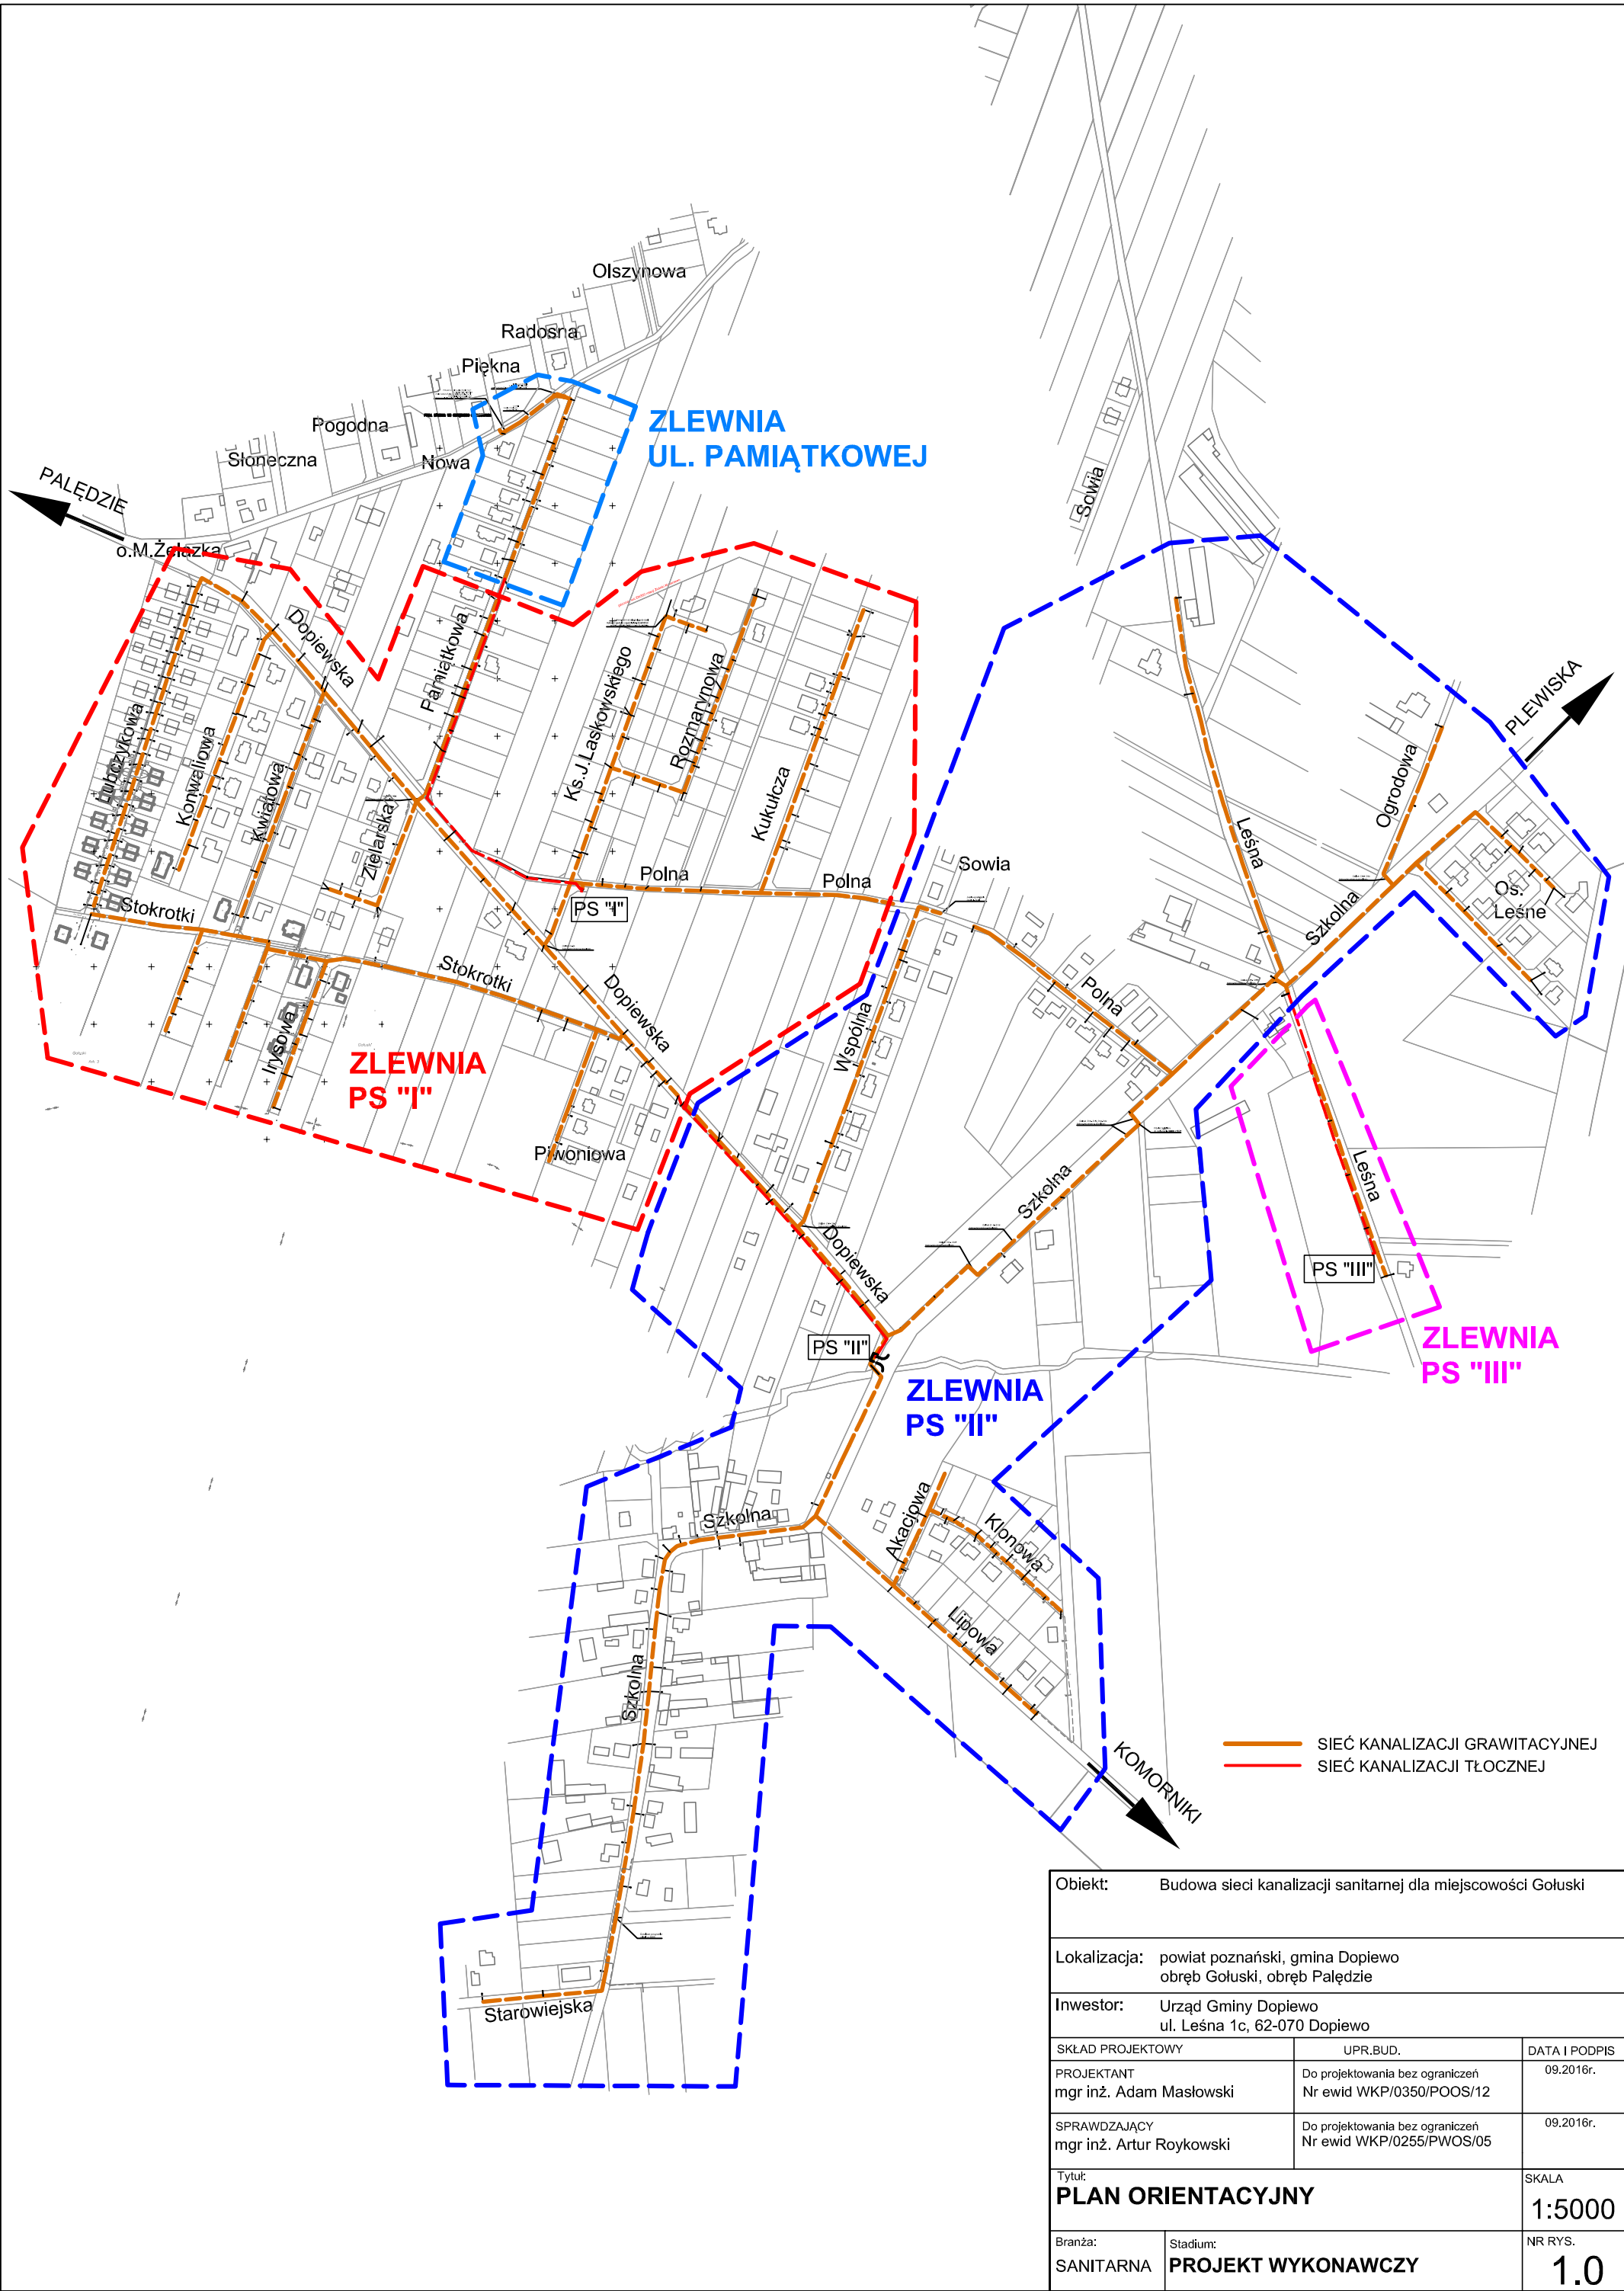 Olszynowa
Radosna
Piękna
Pogodna
Słoneczna
Nowa
ZLEWNIA
UL. PAMIĄTKOWEJ
PALĘDZIE
o.M.Żelazka
Sowia
Dopiewska
Pamiątkowa
Ks.J.Laskowskiego
Rozmarynowa
Kukułcza
Lubczykowa
Konwaliowa
Kwiatowa
Zielarska
PLEWISKA
Ogrodowa
Leśna
Polna
Polna
Sowia
PS "I"
Stokrotki
Os.
Leśne
Szkolna
Stokrotki
Dopiewska
Polna
Wspólna
Irysowa
ZLEWNIA
PS "I"
Piwoniowa
Szkolna
Leśna
Dopiewska
PS "III"
PS "II"
ZLEWNIA
PS "III"
ZLEWNIA
PS "II"
Szkolna
Akacjowa
Klonowa
Lipowa
Szkolna
KOMORNIKI
SIEĆ KANALIZACJI GRAWITACYJNEJ
SIEĆ KANALIZACJI TŁOCZNEJ
Starowiejska
Obiekt: Budowa sieci kanalizacji sanitarnej dla miejscowości Gołuski
Lokalizacja: powiat poznański, gmina Dopiewo
obręb Gołuski, obręb Palędzie
Inwestor: Urząd Gminy Dopiewo
ul. Leśna 1c, 62-070 Dopiewo
SKŁAD PROJEKTOWY UPR.BUD. DATA I PODPIS
PROJEKTANT Do projektowania bez ograniczeń 09.2016r.
mgr inż. Adam Masłowski Nr ewid WKP/0350/POOS/12
SPRAWDZAJĄCY Do projektowania bez ograniczeń 09.2016r.
mgr inż. Artur Roykowski Nr ewid WKP/0255/PWOS/05
Tytuł: SKALA
PLAN ORIENTACYJNY 1:5000
Branża: Stadium: NR RYS.
SANITARNA PROJEKT WYKONAWCZY 1.0